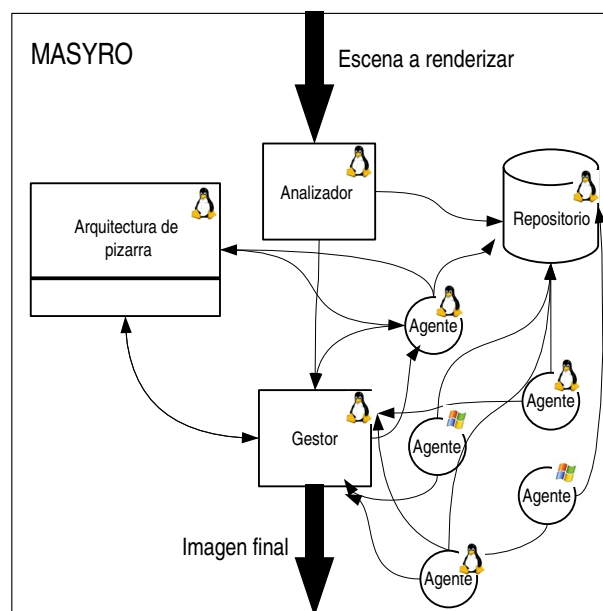 MASYRO
Escena a renderizar
Analizador
Repositorio
Arquitectura de
pizarra
Agente
Agente
Gestor
Agente
Agente
Imagen final
Agente